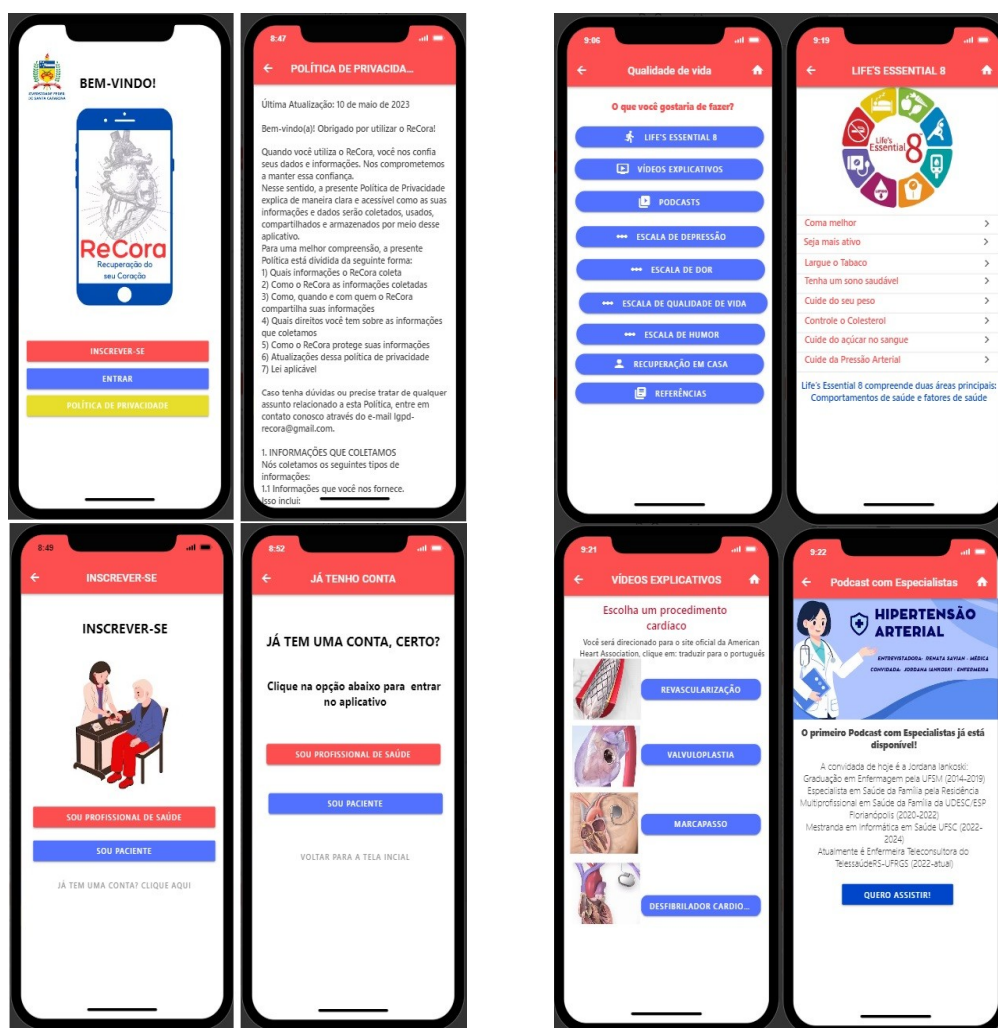 BEM-VINDO!
ReCora
Recuperação do
seu Coração
INSCREVER-SE
ENTRAR
POLÍTICA DE PRIVACIDADE
8:47
POLÍTICA DE PRIVACIDA...
Última Atualização: 10 de maio de 2023
Bem-vindo(a)! Obrigado por utilizar o ReCora!
Quando você utiliza o ReCora, você nos confia
seus dados e informações. Nos comprometemos
a manter essa confiança.
Nesse sentido, a presente Política de Privacidade
explica de maneira clara e acessível como as suas
informações e dados serão coletados, usados,
compartilhados e armazenados por meio desse
aplicativo.
Para uma melhor compreensão, a presente
Política está dividida da seguinte forma:
1) Quais informações o ReCora coleta
2) Como o ReCora as informações coletadas
3) Como, quando e com quem o ReCora
compartilha suas informações
4) Quais direitos você tem sobre as informações
que coletamos
5) Como o ReCora protege suas informações
6) Atualizações dessa política de privacidade
7) Lei aplicável
Caso tenha dúvidas ou precise tratar de qualquer
assunto relacionado a esta Política, entre em
contato conosco através do e-mail lgpd-
recora@gmail.com.
1. INFORMAÇÕES QUE COLETAMOS
Nós coletamos os seguintes tipos de
informações:
1.1 Informações que você nos fornece.
Isso inclui:
9:06
Qualidade de vida
O que você gostaria de fazer?
LIFE'S ESSENTIAL 8
VÍDEOS EXPLICATIVOS
PODCASTS
ESCALA DE DEPRESSÃO
ESCALA DE DOR
ESCALA DE QUALIDADE DE VIDA
ESCALA DE HUMOR
RECUPERAÇÃO EM CASA
REFERÊNCIAS
9:19
LIFE'S ESSENTIAL 8
Life's
Essential 8
Coma melhor
Seja mais ativo
Largue o Tabaco
Tenha um sono saudável
Cuide do seu peso
Controle o Colesterol
Cuide do açúcar no sangue
Cuide da Pressão Arterial
Life's Essential 8 compreende duas áreas principais:
Comportamentos de saúde e fatores de saúde
8:49
INSCREVER-SE
INSCREVER-SE
SOU PROFISSIONAL DE SAÚDE
SOU PACIENTE
JÁ TEM UMA CONTA? CLIQUE AQUI
8:52
JÁ TENHO CONTA
JÁ TEM UMA CONTA, CERTO?
Clique na opção abaixo para entrar
no aplicativo
SOU PROFISSIONAL DE SAÚDE
SOU PACIENTE
VOLTAR PARA A TELA INCIAL
9:21
VÍDEOS EXPLICATIVOS
Escolha um procedimento
cardíaco
Você será direcionado para o site oficial da American
Heart Association, clique em: traduzir para o português
REVASCULARIZAÇÃO
VALVULOPLASTIA
MARCAPASSO
DESFIBRILADOR CARDIO...
9:22
Podcast com Especialistas
HIPERTENSÃO
ARTERIAL
ENTREVISTADORA: RENATA SAVIAN - MÉDICA
CONVIDADA: JORDANA IANKOSKI - ENFERMEIRA
O primeiro Podcast com Especialistas já está
disponível!
A convidada de hoje é a Jordana Iankoski:
Graduação em Enfermagem pela UFSM (2014-2019)
Especialista em Saúde da Família pela Residência
Multiprofissional em Saúde da Família da UDESC/ESP
Florianópolis (2020-2022)
Mestranda em Informática em Saúde UFSC (2022-
2024)
Atualmente é Enfermeira Teleconsultora do
TelessaúdeRS-UFRGS (2022-atual)
QUERO ASSISTIR!